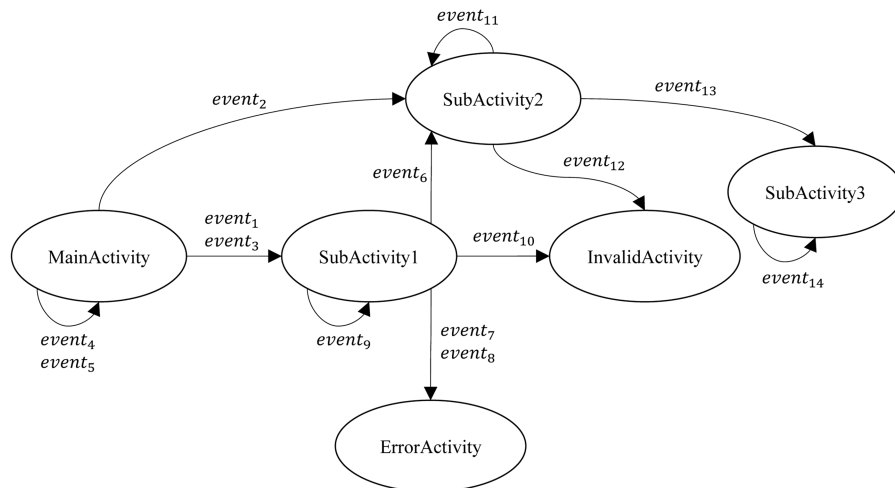 event₁₁
SubActivity2
event₁₃
event₂
event₁₂
event₆
SubActivity3
event₁
event₃
event₁₀
MainActivity
SubActivity1
InvalidActivity
event₁₄
event₄
event₅
event₉
event₇
event₈
ErrorActivity